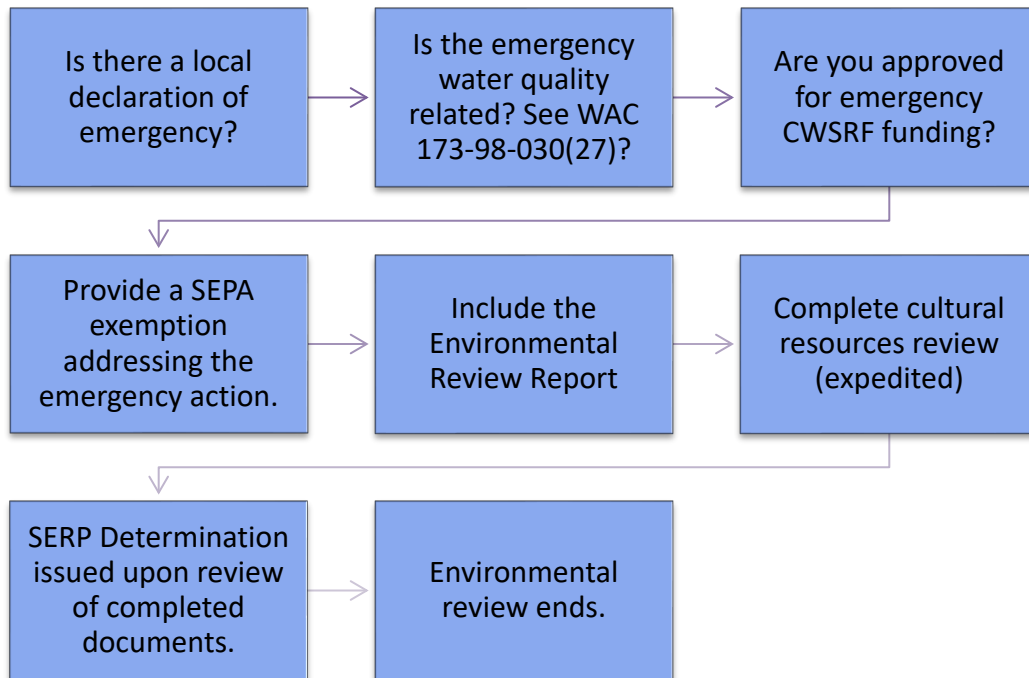 Is there a local
declaration of
emergency?
Is the emergency
water quality
related? See WAC
173-98-030(27)?
Are you approved
for emergency
CWSRF funding?
Provide a SEPA
exemption
addressing the
emergency action.
Include the
Environmental
Review Report
Complete cultural
resources review
(expedited)
SERP Determination
issued upon review
of completed
documents.
Environmental
review ends.